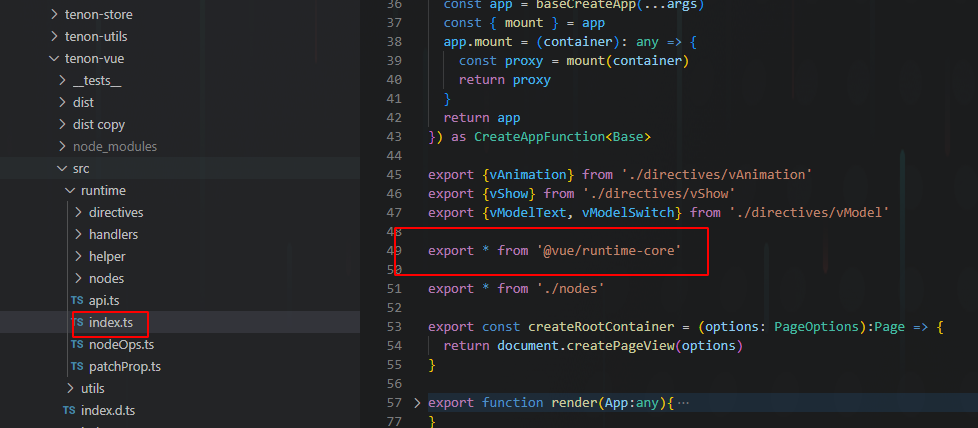 tenon-store
tenon-utils
tenon-vue
__tests__
dist
dist copy
node_modules
src
runtime
directives
handlers
helper
nodes
TS api.ts
TS index.ts
TS nodeOps.ts
TS patchProp.ts
utils
TS index.d.ts
36 const app = baseCreateApp(...args)
37 const { mount } = app
38 app.mount = (container): any => {
39 const proxy = mount(container)
40 return proxy
41 }
42 return app
43 }) as CreateAppFunction<Base>
44
45 export {vAnimation} from './directives/vAnimation'
46 export {vShow} from './directives/vShow'
47 export {vModelText, vModelSwitch} from './directives/vModel'
48
49 export * from '@vue/runtime-core'
50
51 export * from './nodes'
52
53 export const createRootContainer = (options: PageOptions):Page => {
54 return document.createPageView(options)
55 }
56
57 export function render(App:any){ ⋯
77 }